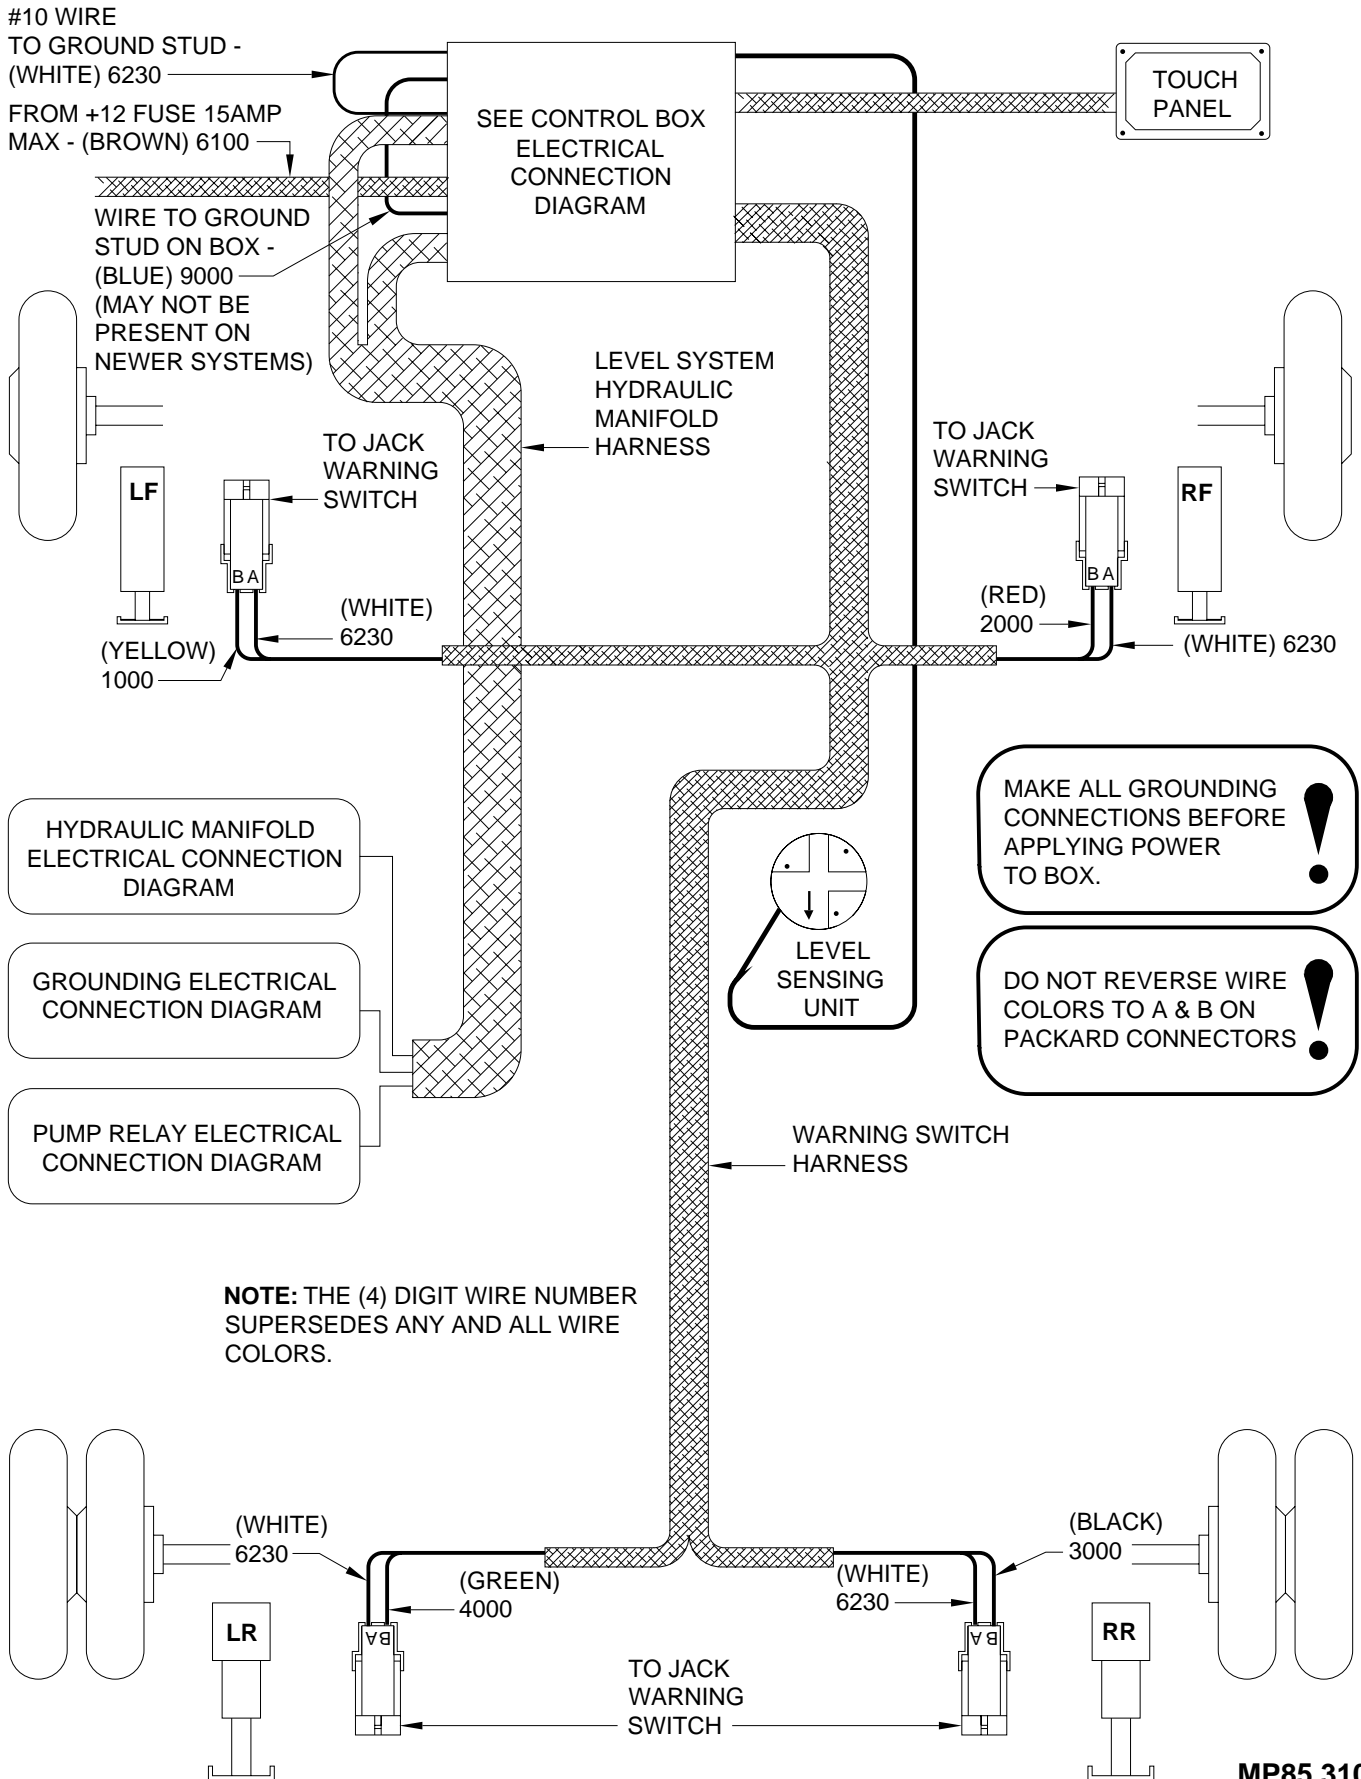 #10 WIRE
TO GROUND STUD -
(WHITE) 6230
FROM +12 FUSE 15AMP
MAX - (BROWN) 6100
WIRE TO GROUND
STUD ON BOX -
(BLUE) 9000
(MAY NOT BE
PRESENT ON
NEWER SYSTEMS)
SEE CONTROL BOX
ELECTRICAL
CONNECTION
DIAGRAM
TOUCH
PANEL
LEVEL SYSTEM
HYDRAULIC
MANIFOLD
HARNESS
TO JACK
WARNING
SWITCH
LF
B A
(WHITE)
6230
(YELLOW)
1000
TO JACK
WARNING
SWITCH
RF
B A
(RED)
2000
(WHITE) 6230
HYDRAULIC MANIFOLD
ELECTRICAL CONNECTION
DIAGRAM
GROUNDING ELECTRICAL
CONNECTION DIAGRAM
PUMP RELAY ELECTRICAL
CONNECTION DIAGRAM
LEVEL
SENSING
UNIT
MAKE ALL GROUNDING
CONNECTIONS BEFORE
APPLYING POWER
TO BOX.
!
DO NOT REVERSE WIRE
COLORS TO A & B ON
PACKARD CONNECTORS
!
WARNING SWITCH
HARNESS
NOTE: THE (4) DIGIT WIRE NUMBER
SUPERSEDES ANY AND ALL WIRE
COLORS.
(WHITE)
6230
(GREEN)
4000
LR
B A
(WHITE)
6230
(BLACK)
3000
RR
B A
TO JACK
WARNING
SWITCH
MP85.310